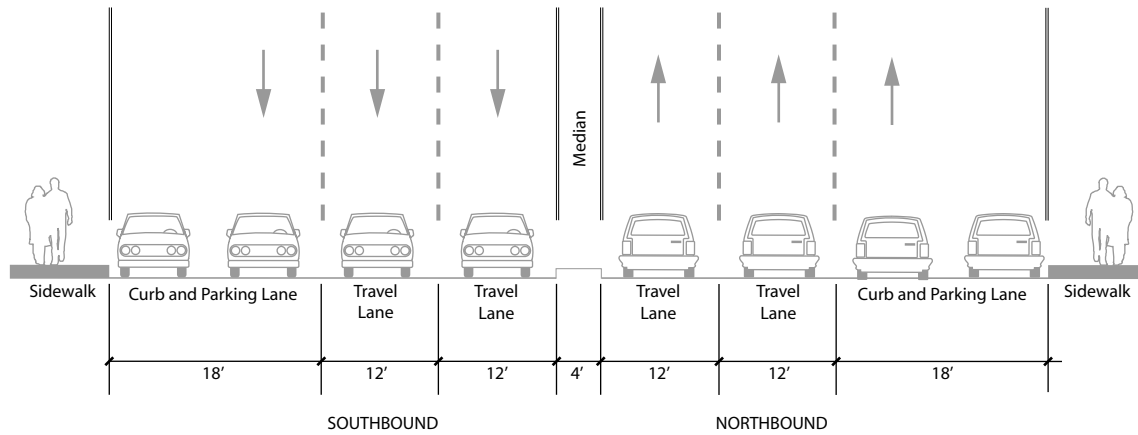 Median
Sidewalk
Curb and Parking Lane
Travel
Lane
Travel
Lane
Travel
Lane
Travel
Lane
Curb and Parking Lane
Sidewalk
18’
12’
12’
4’
12’
12’
18’
SOUTHBOUND
NORTHBOUND